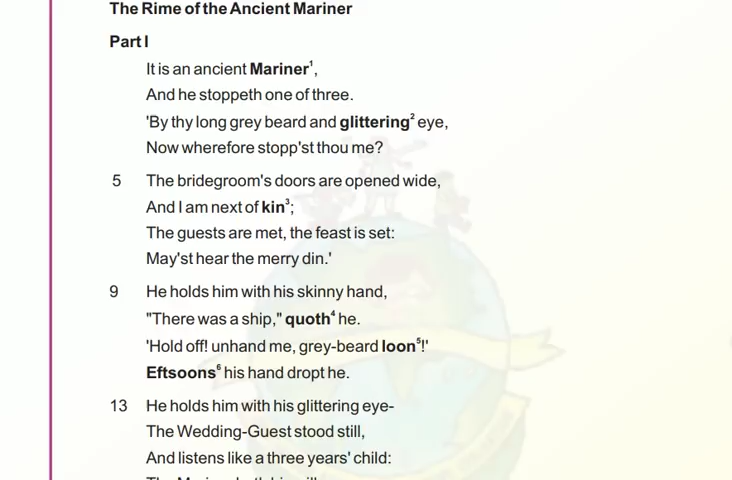 The Rime of the Ancient Mariner
Part I
It is an ancient Mariner¹,
And he stoppeth one of three.
'By thy long grey beard and glittering² eye,
Now wherefore stopp'st thou me?
5 The bridegroom's doors are opened wide,
And I am next of kin³;
The guests are met, the feast is set:
May'st hear the merry din.'
9 He holds him with his skinny hand,
"There was a ship," quoth⁴ he.
'Hold off! unhand me, grey-beard loon⁵!'
Eftsoons⁶ his hand dropt he.
13 He holds him with his glittering eye-
The Wedding-Guest stood still,
And listens like a three years' child: